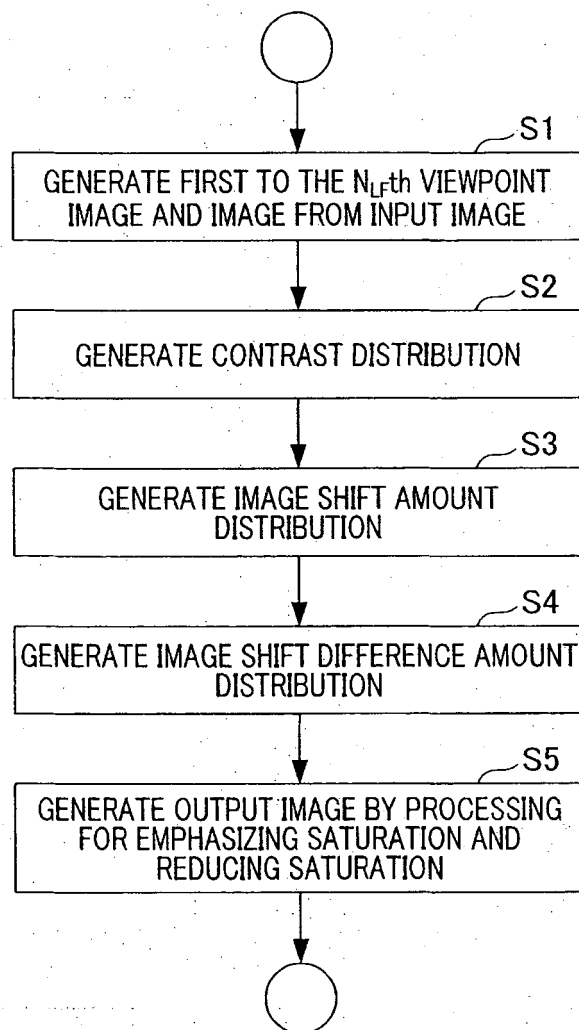 S1
GENERATE FIRST TO THE N_LFth VIEWPOINT
IMAGE AND IMAGE FROM INPUT IMAGE
S2
GENERATE CONTRAST DISTRIBUTION
S3
GENERATE IMAGE SHIFT AMOUNT
DISTRIBUTION
S4
GENERATE IMAGE SHIFT DIFFERENCE AMOUNT
DISTRIBUTION
S5
GENERATE OUTPUT IMAGE BY PROCESSING
FOR EMPHASIZING SATURATION AND
REDUCING SATURATION